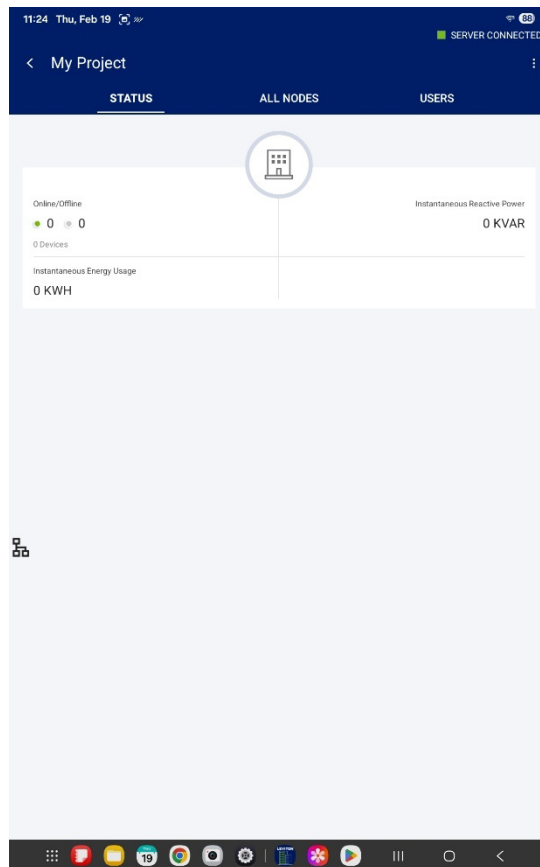 11:24 Thu, Feb 19
88
SERVER CONNECTED
My Project
STATUS ALL NODES USERS
Online/Offline
0 0
0 Devices
Instantaneous Reactive Power
0 KVAR
Instantaneous Energy Usage
0 KWH
19